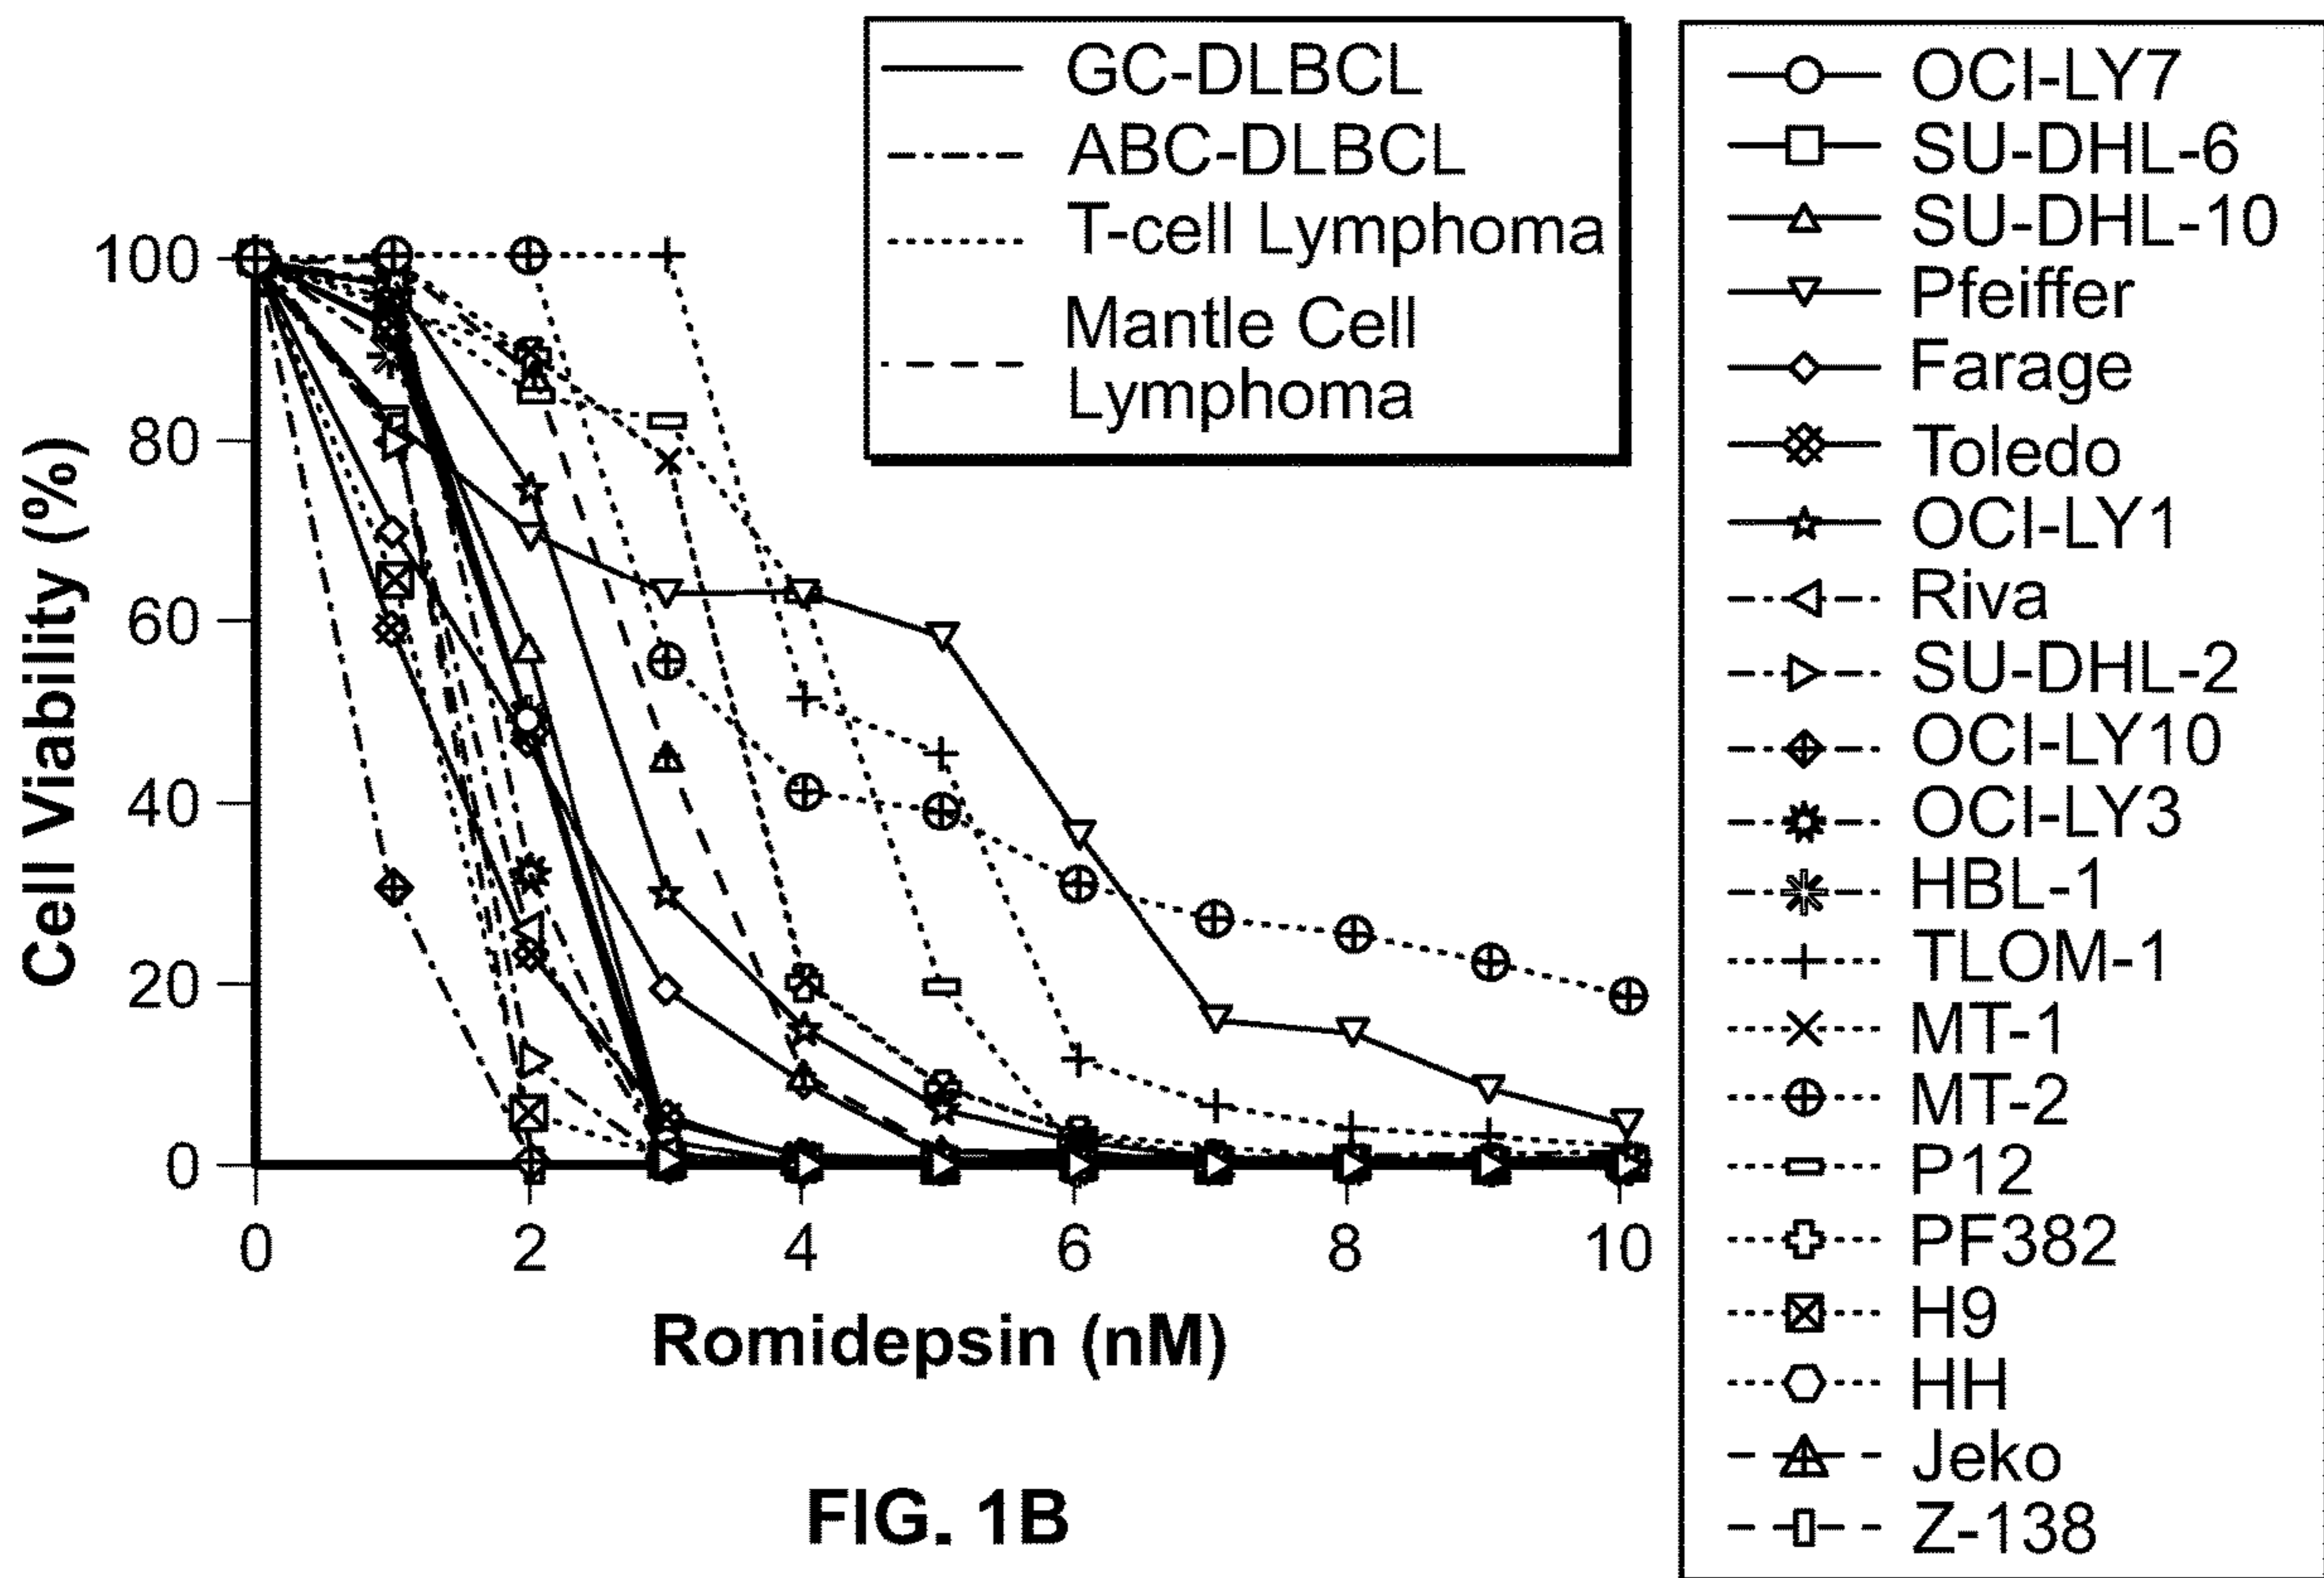 GC-DLBCL
ABC-DLBCL
T-cell Lymphoma
Mantle Cell
Lymphoma
OCI-LY7
SU-DHL-6
SU-DHL-10
Pfeiffer
Farage
Toledo
OCI-LY1
Riva
SU-DHL-2
OCI-LY10
OCI-LY3
HBL-1
TLOM-1
MT-1
MT-2
P12
PF382
H9
HH
Jeko
Z-138
Cell Viability (%)
100
80
60
40
20
0
0 2 4 6 8 10
Romidepsin (nM)
FIG. 1B